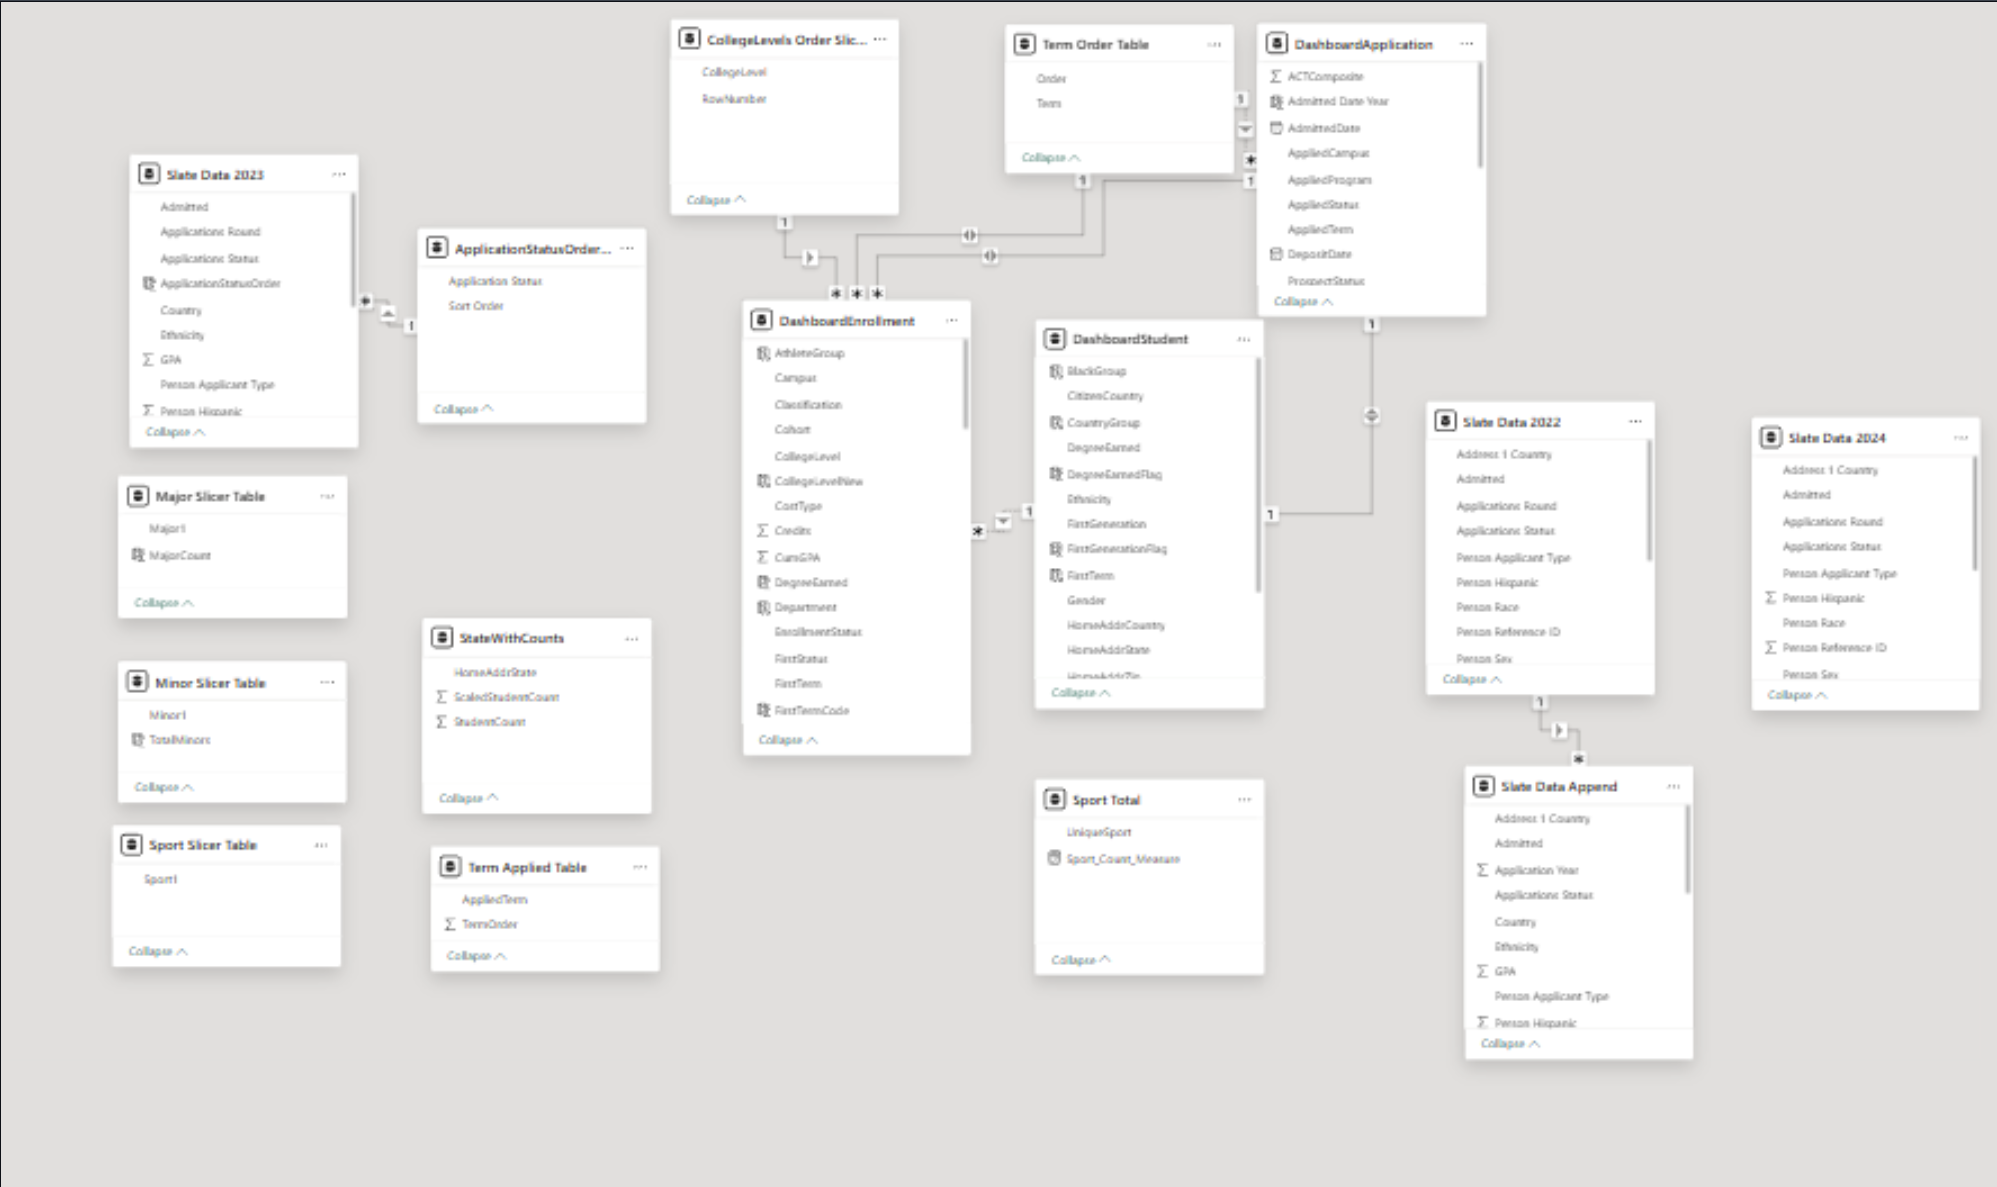 CollegeLevels Order Slic...
CollegeLevel
RowNumber
Collapse
Term Order Table
Order
Term
Collapse
DashboardApplication
ACTComposite
Admitted Date Year
AdmittedDate
AppliedCampus
AppliedProgram
AppliedStatus
AppliedTerm
DepositDate
ProspectStatus
Collapse
Slate Data 2023
Admitted
Applications Round
Applications Status
ApplicationStatusOrder
Country
Ethnicity
GPA
Person Applicant Type
Person Hispanic
Collapse
ApplicationStatusOrder...
Application Status
Sort Order
Collapse
DashboardEnrollment
AthleteGroup
Campus
Classification
Cohort
CollegeLevel
CollegeLevelNew
CostType
Credits
CumGPA
DegreeEarned
Department
EnrollmentStatus
FirstStatus
FirstTerm
FirstTermCode
Collapse
DashboardStudent
BlackGroup
CitizenCountry
CountryGroup
DegreeEarned
DegreeEarnedFlag
Ethnicity
FirstGeneration
FirstGenerationFlag
FirstTerm
Gender
HomeAddrCountry
HomeAddrState
HomeAddrZip
Collapse
Slate Data 2022
Address 1 Country
Admitted
Applications Round
Applications Status
Person Applicant Type
Person Hispanic
Person Race
Person Reference ID
Person Sex
Collapse
Slate Data 2024
Address 1 Country
Admitted
Applications Round
Applications Status
Person Applicant Type
Person Hispanic
Person Race
Person Reference ID
Person Sex
Collapse
Major Slicer Table
Major1
MajorCount
Collapse
Minor Slicer Table
Minor1
TotalMinors
Collapse
StateWithCounts
HomeAddrState
ScaledStudentCount
StudentCount
Collapse
Sport Slicer Table
Sport1
Collapse
Term Applied Table
AppliedTerm
TermOrder
Collapse
Sport Total
UniqueSport
Sport_Count_Measure
Collapse
Slate Data Append
Address 1 Country
Admitted
Application Year
Applications Status
Country
Ethnicity
GPA
Person Applicant Type
Person Hispanic
Collapse